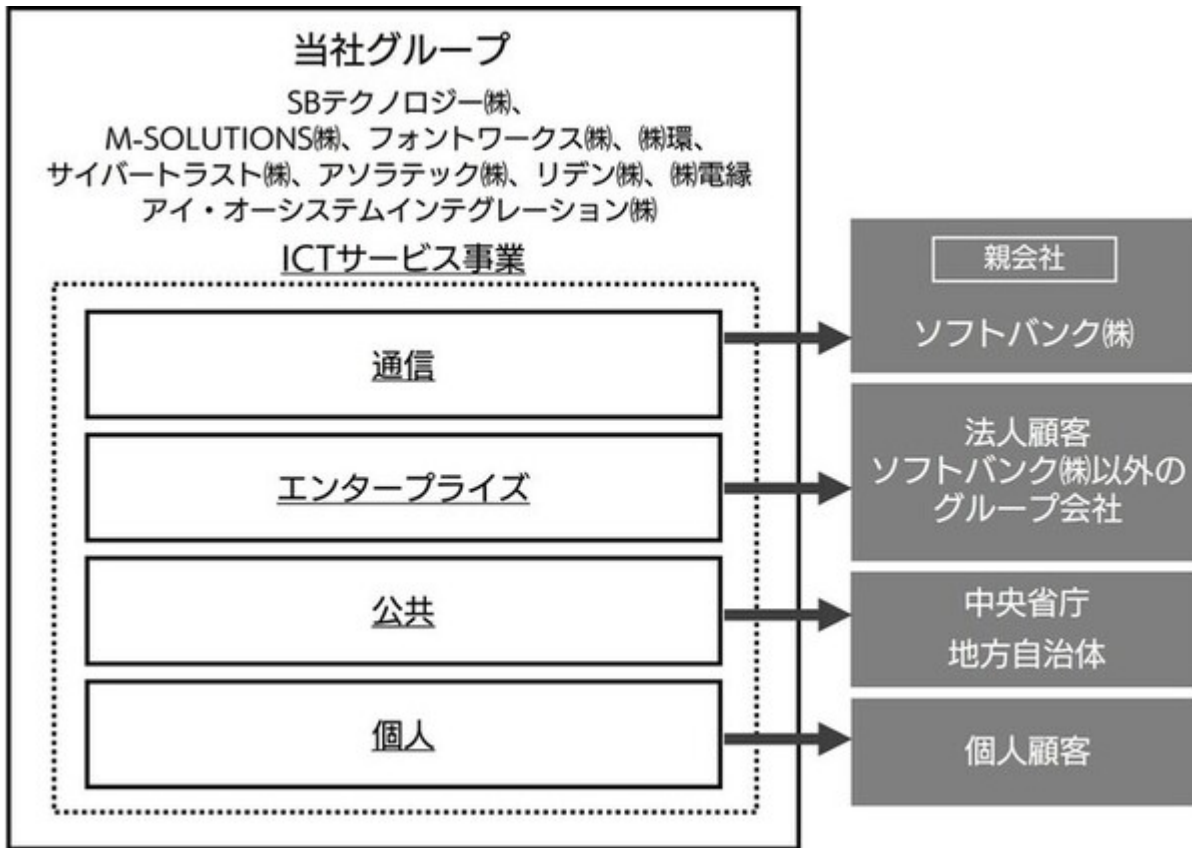 当社グループ
SBテクノロジー㈱、
M-SOLUTIONS㈱、フォントワークス㈱、㈱環、
サイバートラスト㈱、アソラテック㈱、リデン㈱、㈱電縁
アイ・オーシステムインテグレーション㈱
ICTサービス事業
通信
エンタープライズ
公共
個人
親会社
ソフトバンク㈱
法人顧客
ソフトバンク㈱以外の
グループ会社
中央省庁
地方自治体
個人顧客